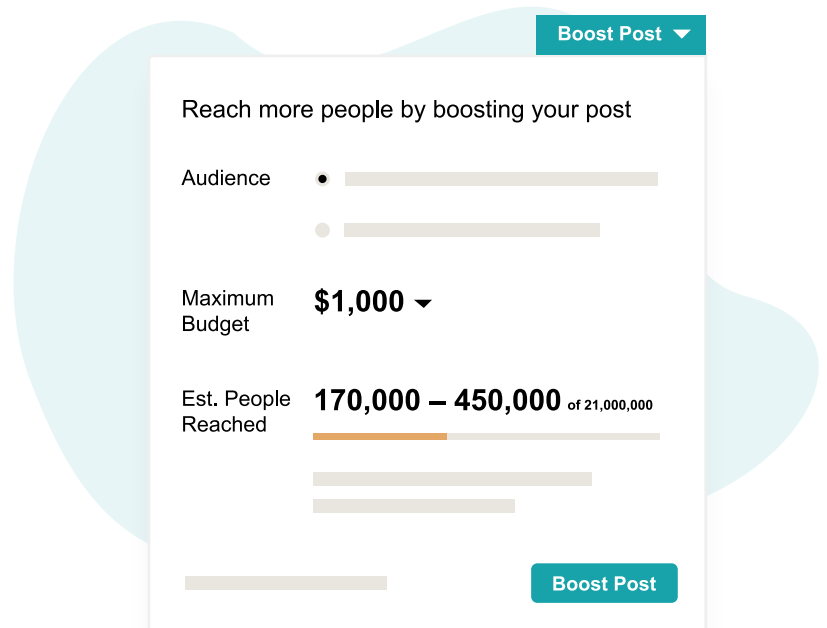 Boost Post
Reach more people by boosting your post
Audience
Maximum
Budget
$1,000
Est. People
Reached
170,000 – 450,000 of 21,000,000
Boost Post